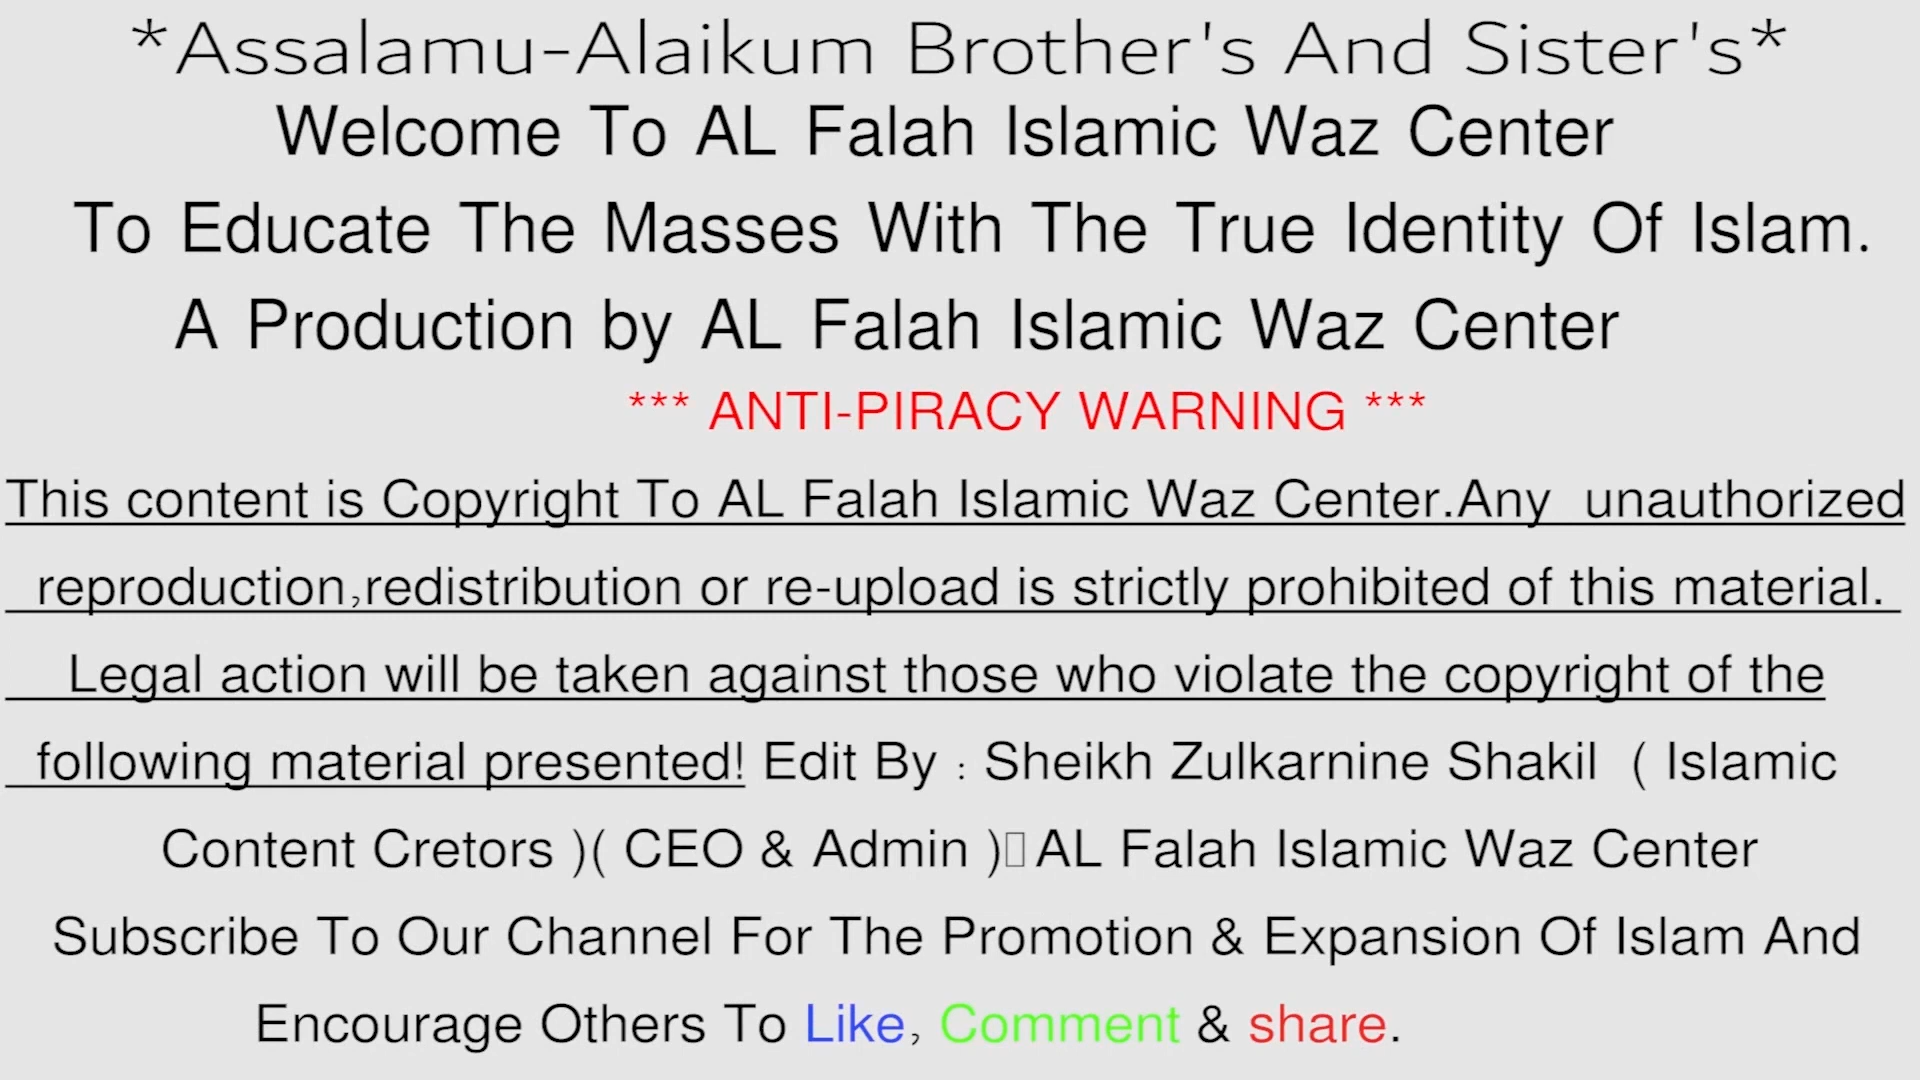 *Assalamu-Alaikum Brother's And Sister's*
Welcome To AL Falah Islamic Waz Center
To Educate The Masses With The True Identity Of Islam.
A Production by AL Falah Islamic Waz Center
*** ANTI-PIRACY WARNING ***
This content is Copyright To AL Falah Islamic Waz Center.Any  unauthorized
reproduction,redistribution or re-upload is strictly prohibited of this material.
Legal action will be taken against those who violate the copyright of the
following material presented! Edit By : Sheikh Zulkarnine Shakil  ( Islamic
Content Cretors )( CEO & Admin ) AL Falah Islamic Waz Center
Subscribe To Our Channel For The Promotion & Expansion Of Islam And
Encourage Others To Like, Comment & share.